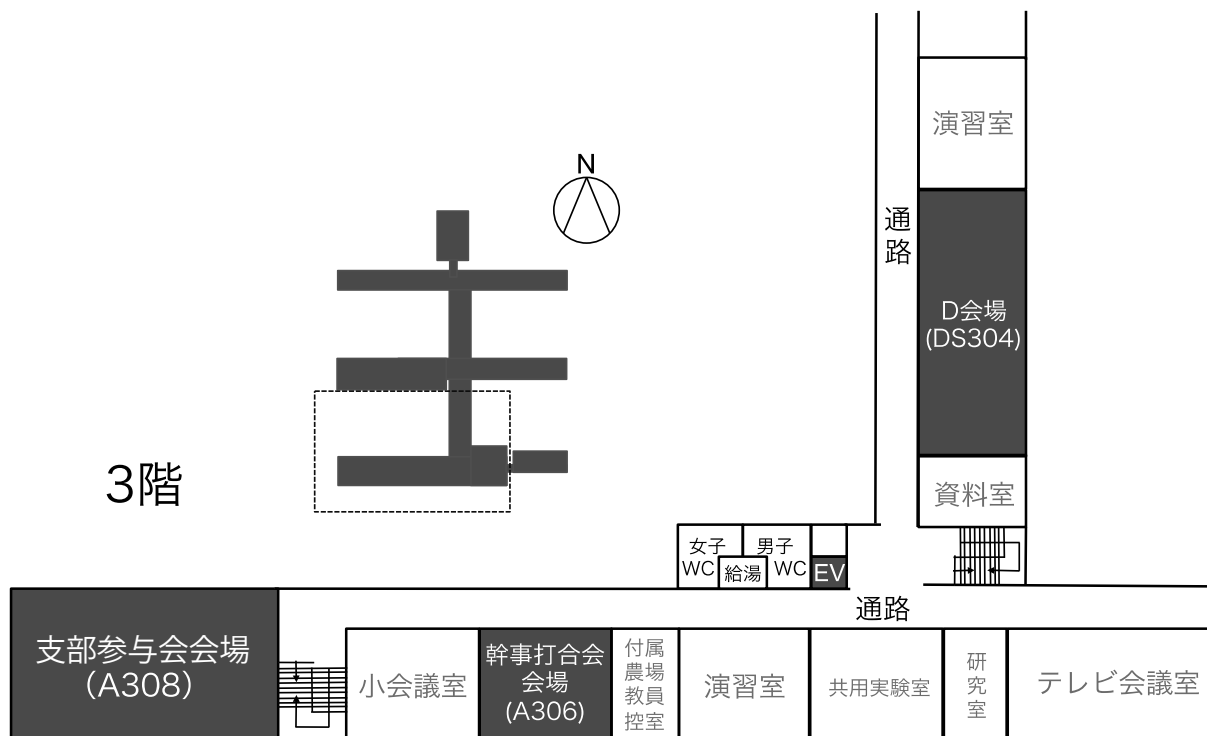 演習室
N
通
路
D会場
(DS304)
3階
資料室
女子
WC
給湯
男子
WC
EV
通路
支部参与会会場
（A308）
小会議室
幹事打合会
会場
(A306)
付属
農場
教員
控室
演習室
共用実験室
研
究
室
テレビ会議室